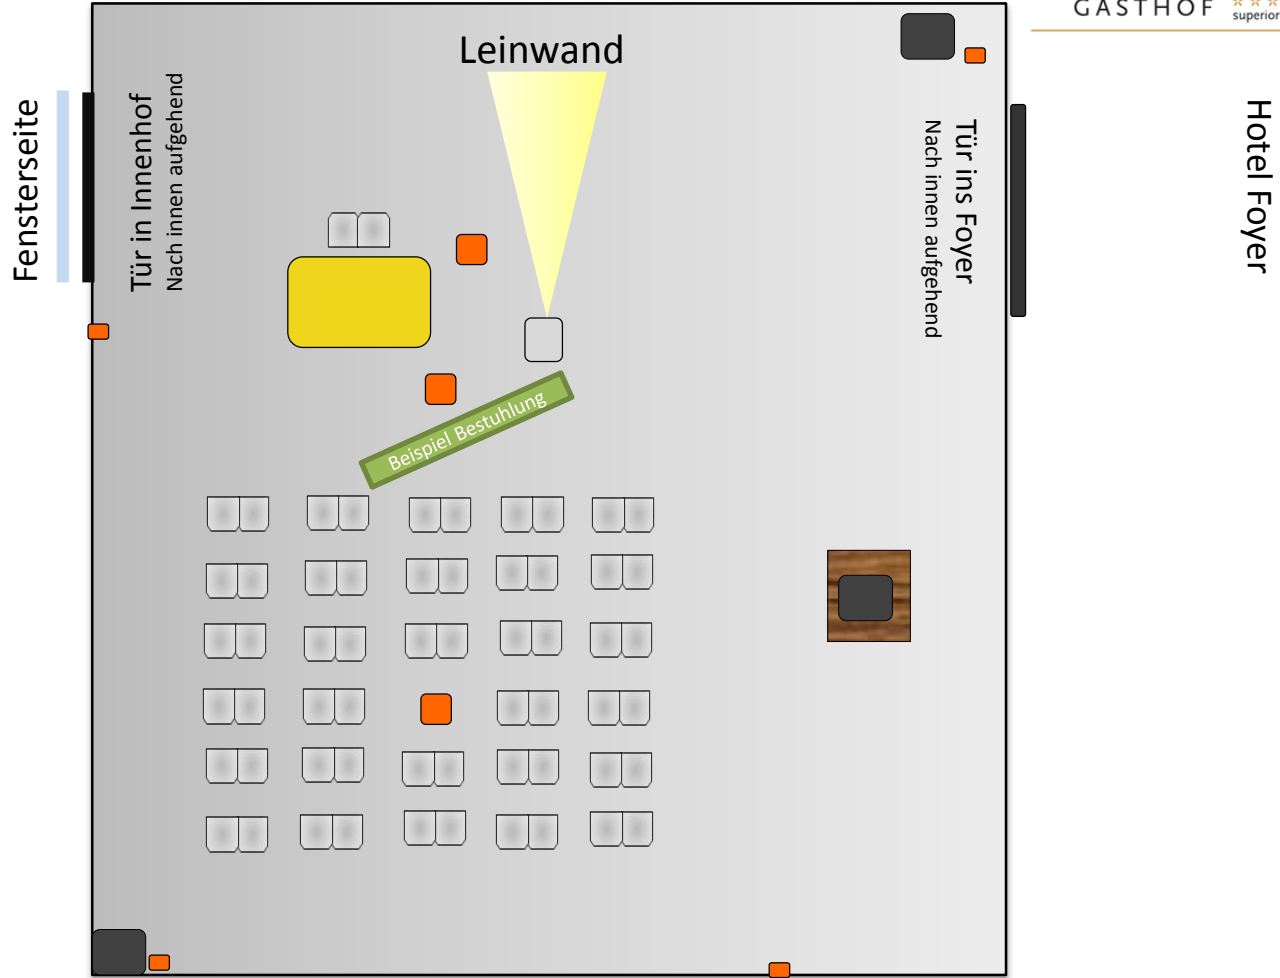 GASTHOF
superior
Leinwand
Fensterseite
Tür in Innenhof
Nach innen aufgehend
Tür ins Foyer
Nach innen aufgehend
Hotel Foyer
Beispiel Bestuhlung